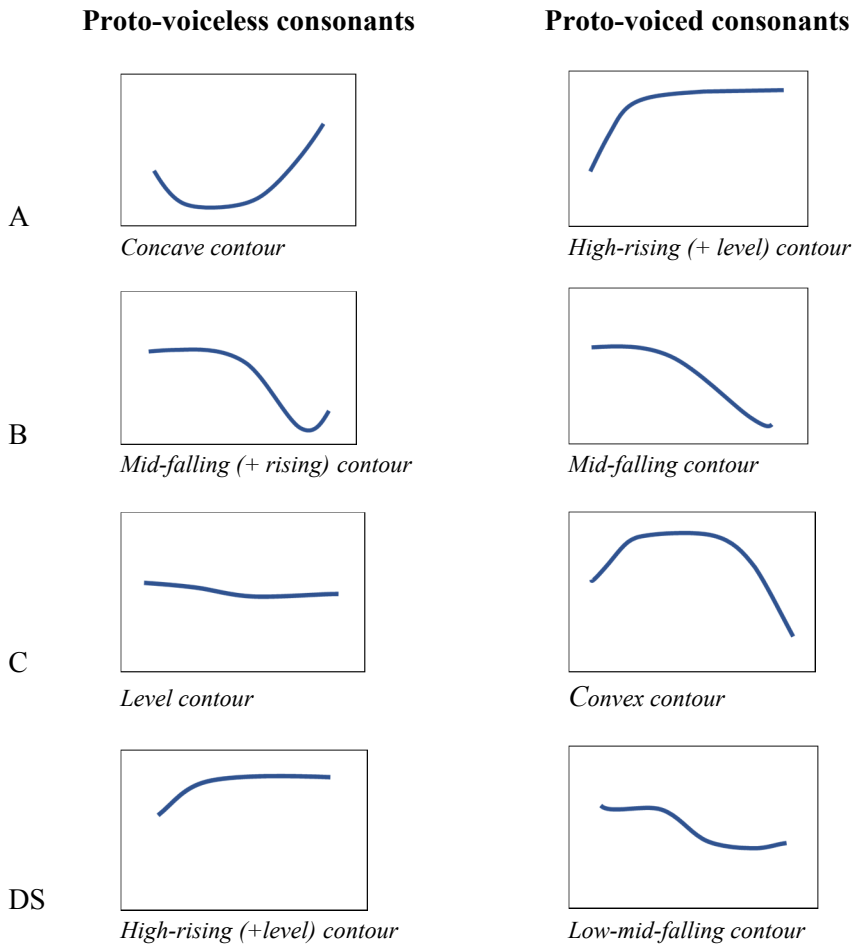 Proto-voiceless consonants Proto-voiced consonants
A
Concave contour High-rising (+ level) contour
B
Mid-falling (+ rising) contour Mid-falling contour
C
Level contour Convex contour
DS
High-rising (+level) contour Low-mid-falling contour